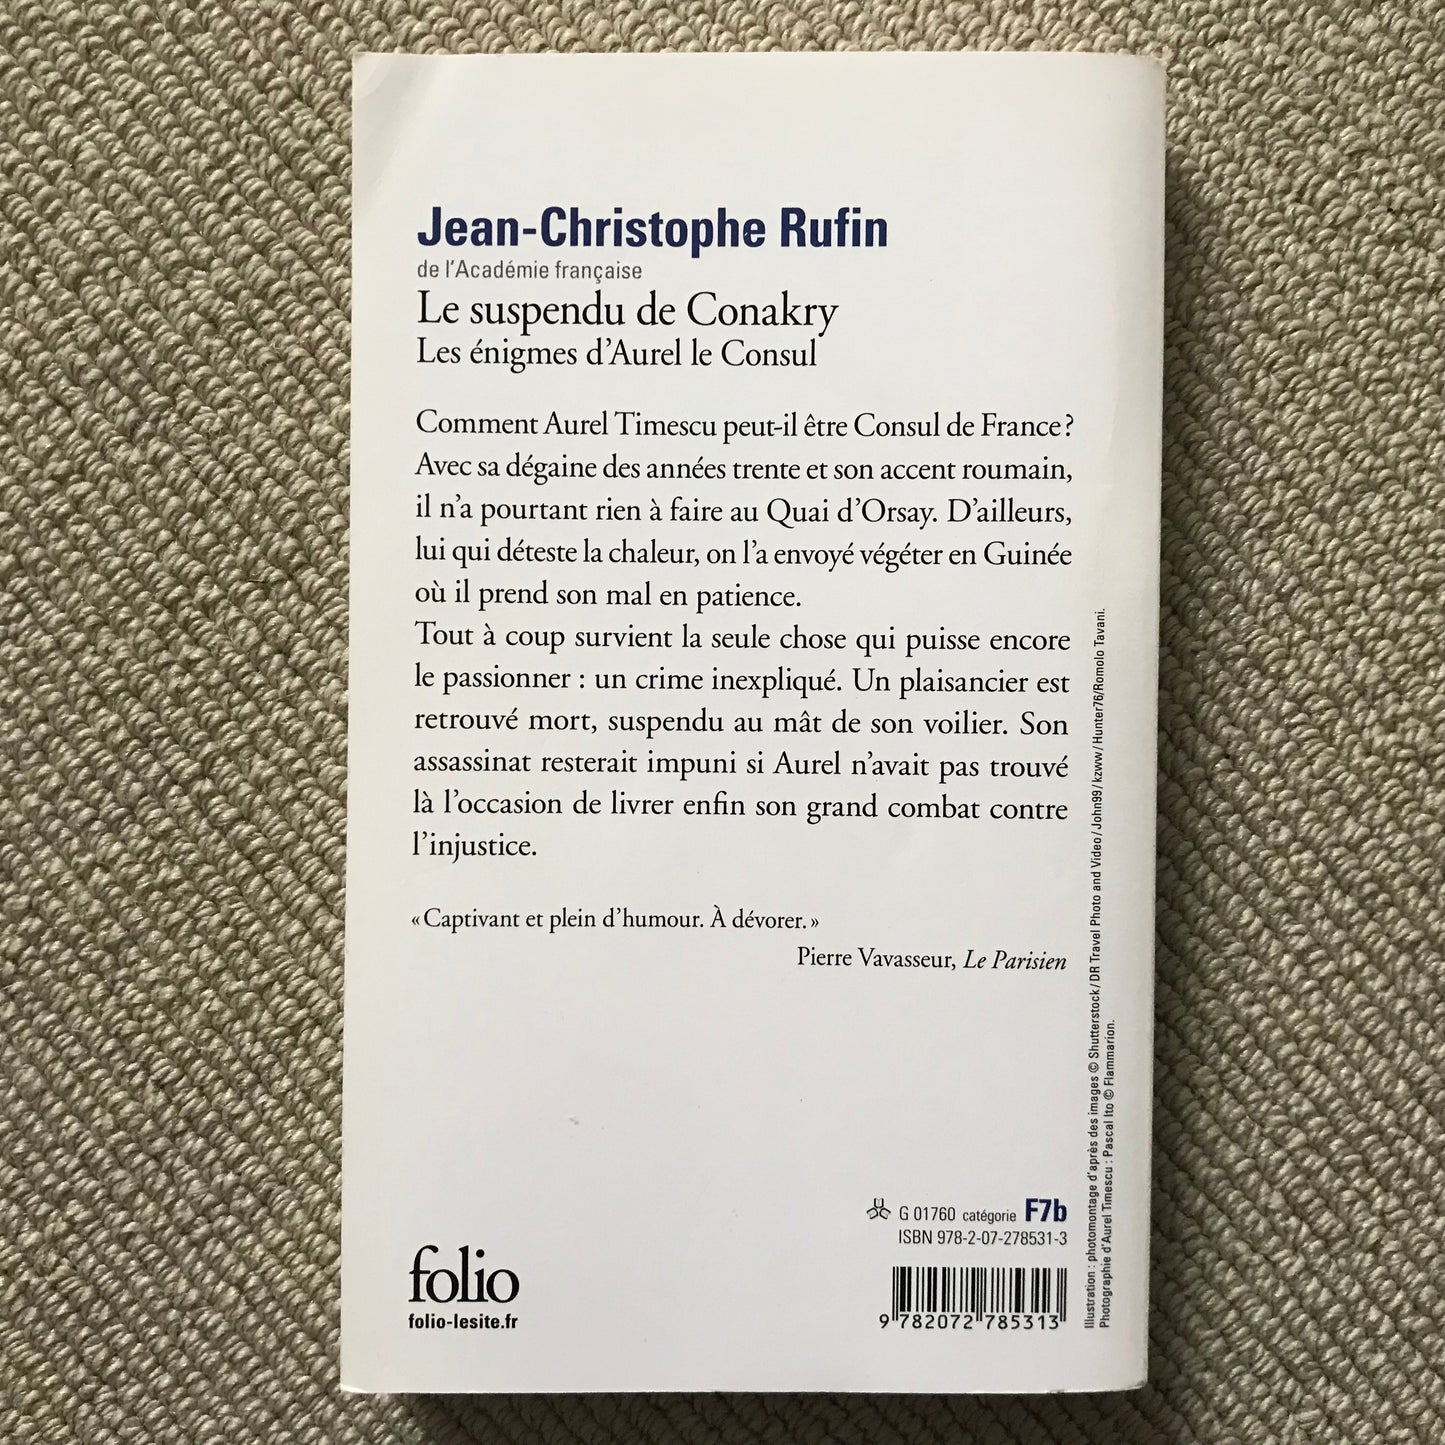 Jean-Christophe Rufin
de l'Académie française
Le suspendu de Conakry
Les énigmes d'Aurel le Consul
Comment Aurel Timescu peut-il être Consul de France ?
Avec sa dégaine des années trente et son accent roumain,
il n'a pourtant rien à faire au Quai d'Orsay. D'ailleurs,
lui qui déteste la chaleur, on l'a envoyé végéter en Guinée
où il prend son mal en patience.
Tout à coup survient la seule chose qui puisse encore
le passionner : un crime inexpliqué. Un plaisancier est
retrouvé mort, suspendu au mât de son voilier. Son
assassinat resterait impuni si Aurel n'avait pas trouvé
là l'occasion de livrer enfin son grand combat contre
l'injustice.
« Captivant et plein d'humour. À dévorer. »
Pierre Vavasseur, Le Parisien
G 01760 catégorie F7b
ISBN 978-2-07-278531-3
9 782072 785313
folio
folio-lesite.fr
Illustration : photomontage d'après des images © Shutterstock / DR Travel Photo and Video / John99 / kzww / Hunter76/Romolo Tavani.
Photographie d'Aurel Timescu : Pascal Ito © Flammarion.